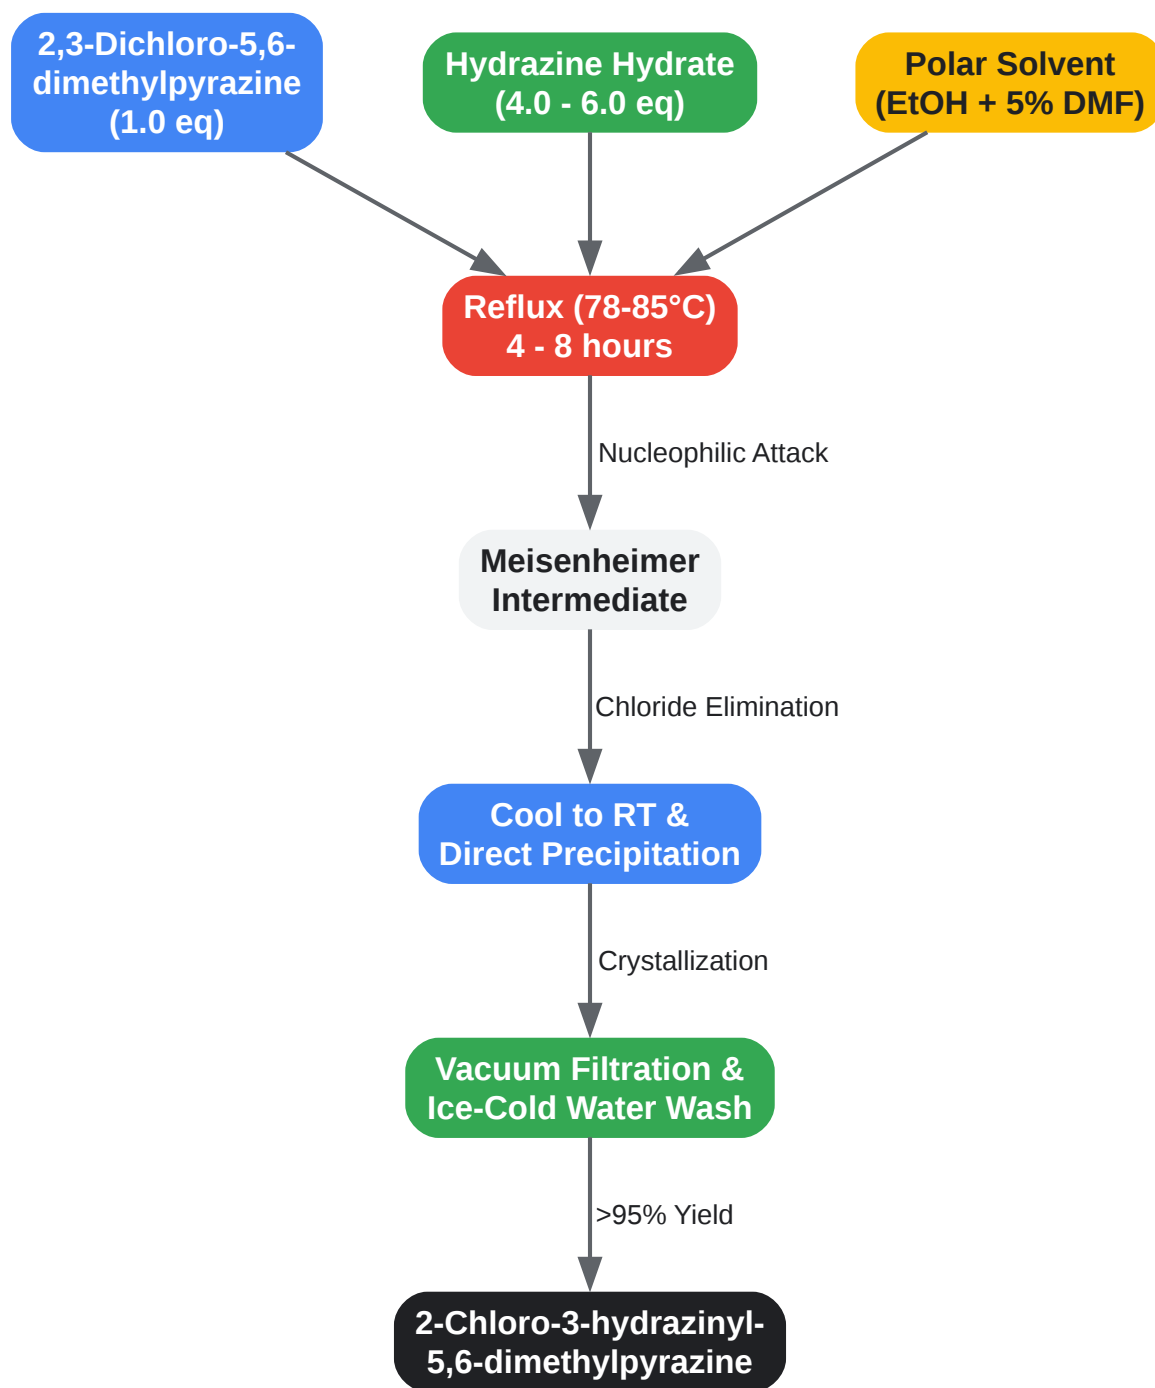 2,3-Dichloro-5,6-
dimethylpyrazine
(1.0 eq)
Hydrazine Hydrate
(4.0 - 6.0 eq)
Polar Solvent
(EtOH + 5% DMF)
Reflux (78-85°C)
4 - 8 hours
Nucleophilic Attack
Meisenheimer
Intermediate
Chloride Elimination
Cool to RT &
Direct Precipitation
Crystallization
Vacuum Filtration &
Ice-Cold Water Wash
>95% Yield
2-Chloro-3-hydrazinyl-
5,6-dimethylpyrazine